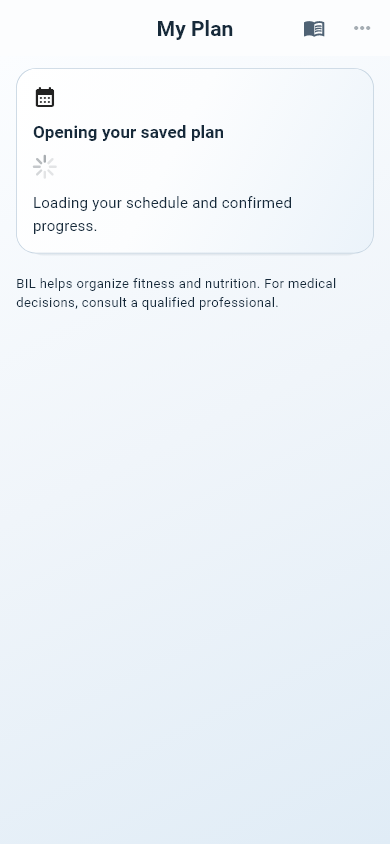 My Plan
Opening your saved plan
Loading your schedule and confirmed
progress.
BIL helps organize fitness and nutrition. For medical
decisions, consult a qualified professional.